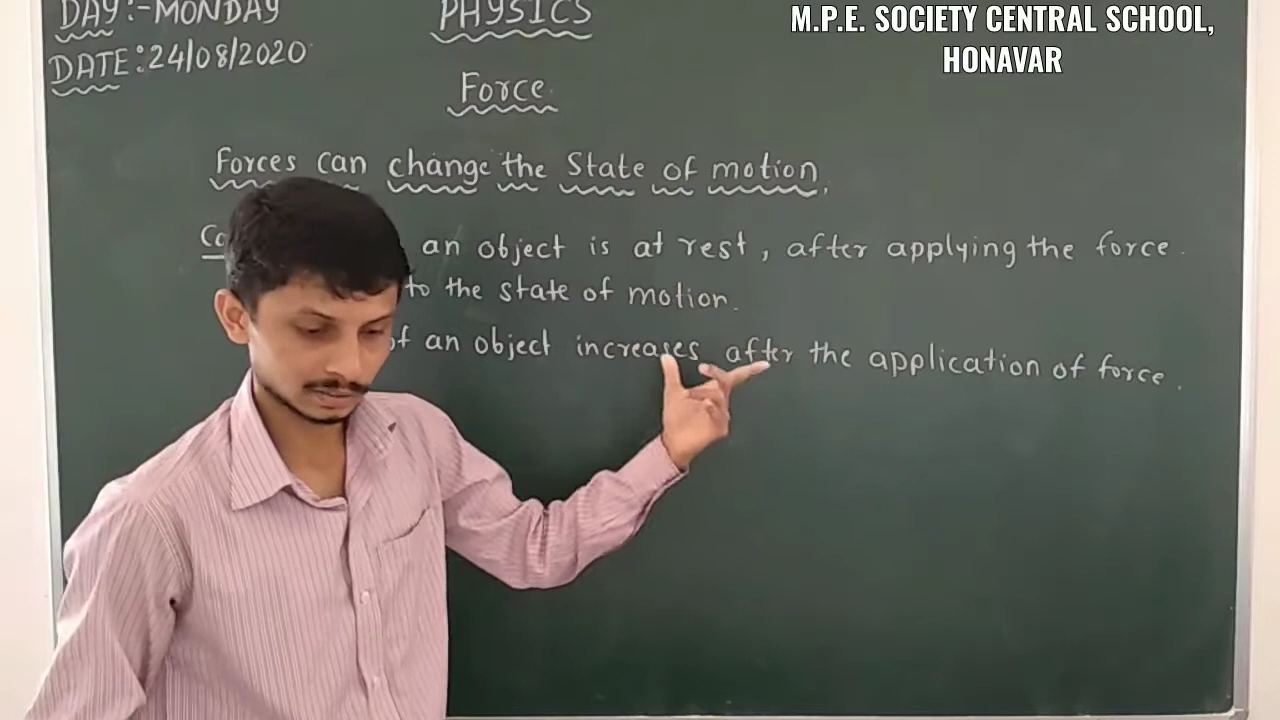 DAY:-MONDAY
DATE:24/08/2020
PHYSICS
Force
M.P.E. SOCIETY CENTRAL SCHOOL,
HONAVAR
Forces can change the State of motion.
an object is at rest, after applying the force
to the state of motion.
of an object increases after the application of force.